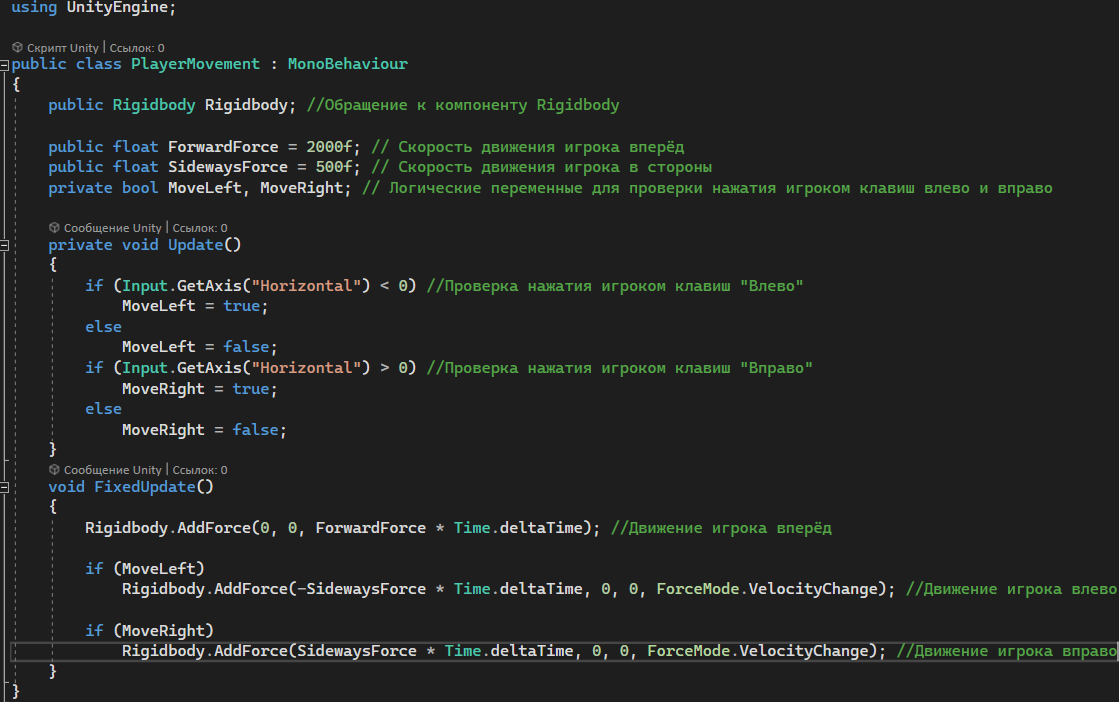 using UnityEngine;
Скрипт Unity | Ссылок: 0
public class PlayerMovement : MonoBehaviour
{
public Rigidbody Rigidbody; //Обращение к компоненту Rigidbody
public float ForwardForce = 2000f; // Скорость движения игрока вперёд
public float SidewaysForce = 500f; // Скорость движения игрока в стороны
private bool MoveLeft, MoveRight; // Логические переменные для проверки нажатия игроком клавиш влево и вправо
Сообщение Unity | Ссылок: 0
private void Update()
{
if (Input.GetAxis("Horizontal") < 0) //Проверка нажатия игроком клавиш "Влево"
MoveLeft = true;
else
MoveLeft = false;
if (Input.GetAxis("Horizontal") > 0) //Проверка нажатия игроком клавиш "Вправо"
MoveRight = true;
else
MoveRight = false;
}
Сообщение Unity | Ссылок: 0
void FixedUpdate()
{
Rigidbody.AddForce(0, 0, ForwardForce * Time.deltaTime); //Движение игрока вперёд
if (MoveLeft)
Rigidbody.AddForce(-SidewaysForce * Time.deltaTime, 0, 0, ForceMode.VelocityChange); //Движение игрока влево
if (MoveRight)
Rigidbody.AddForce(SidewaysForce * Time.deltaTime, 0, 0, ForceMode.VelocityChange); //Движение игрока вправо
}
}